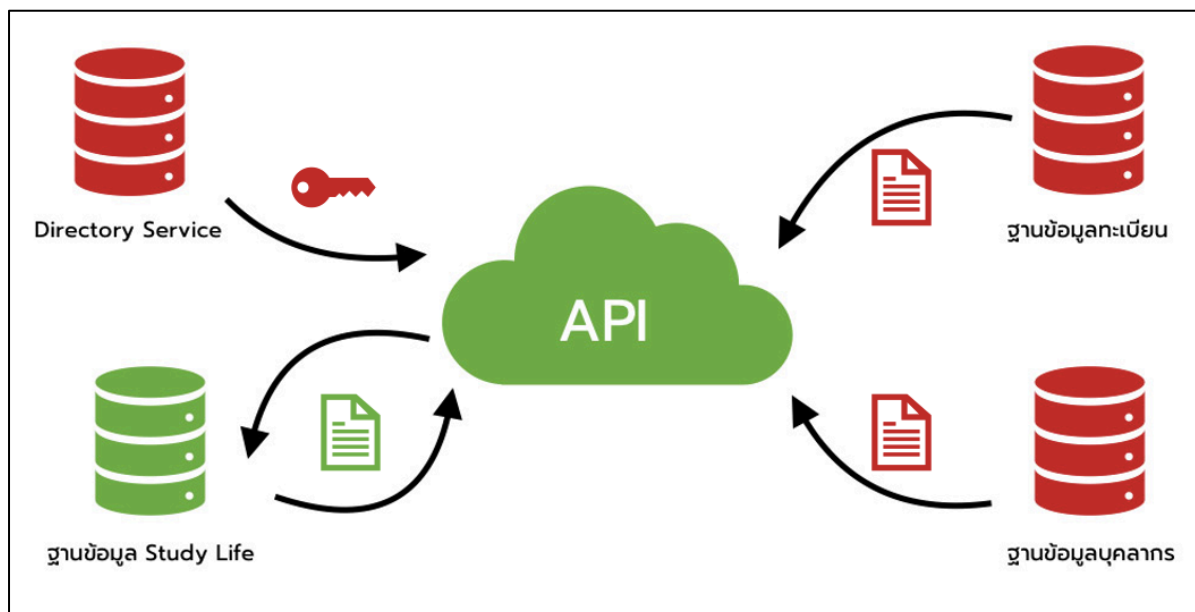 Directory Service
ฐานข้อมูลทะเบียน
API
ฐานข้อมูล Study Life
ฐานข้อมูลบุคลากร